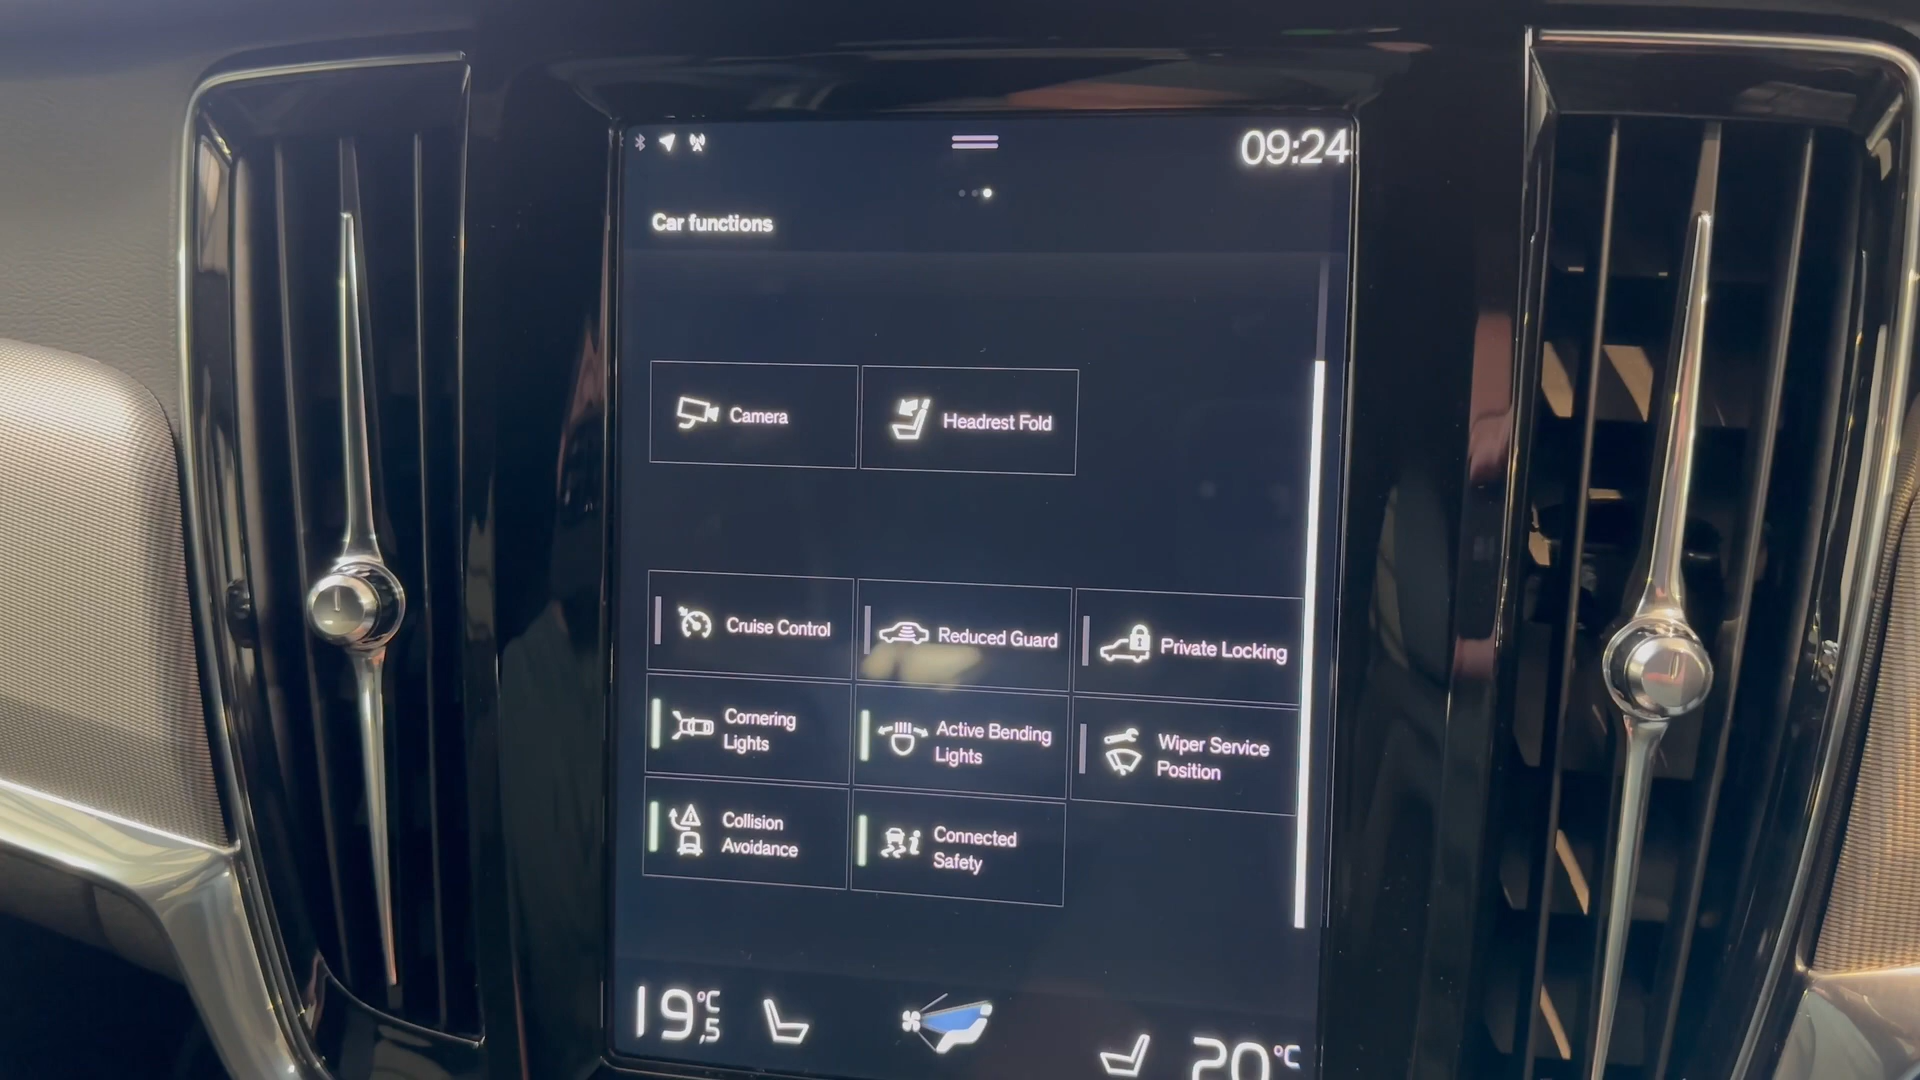 09:24
Car functions
Camera
Headrest Fold
Cruise Control
Reduced Guard
Private Locking
Cornering
Lights
Active Bending
Lights
Wiper Service
Position
Collision
Avoidance
Connected
Safety
19,5°C
20°C